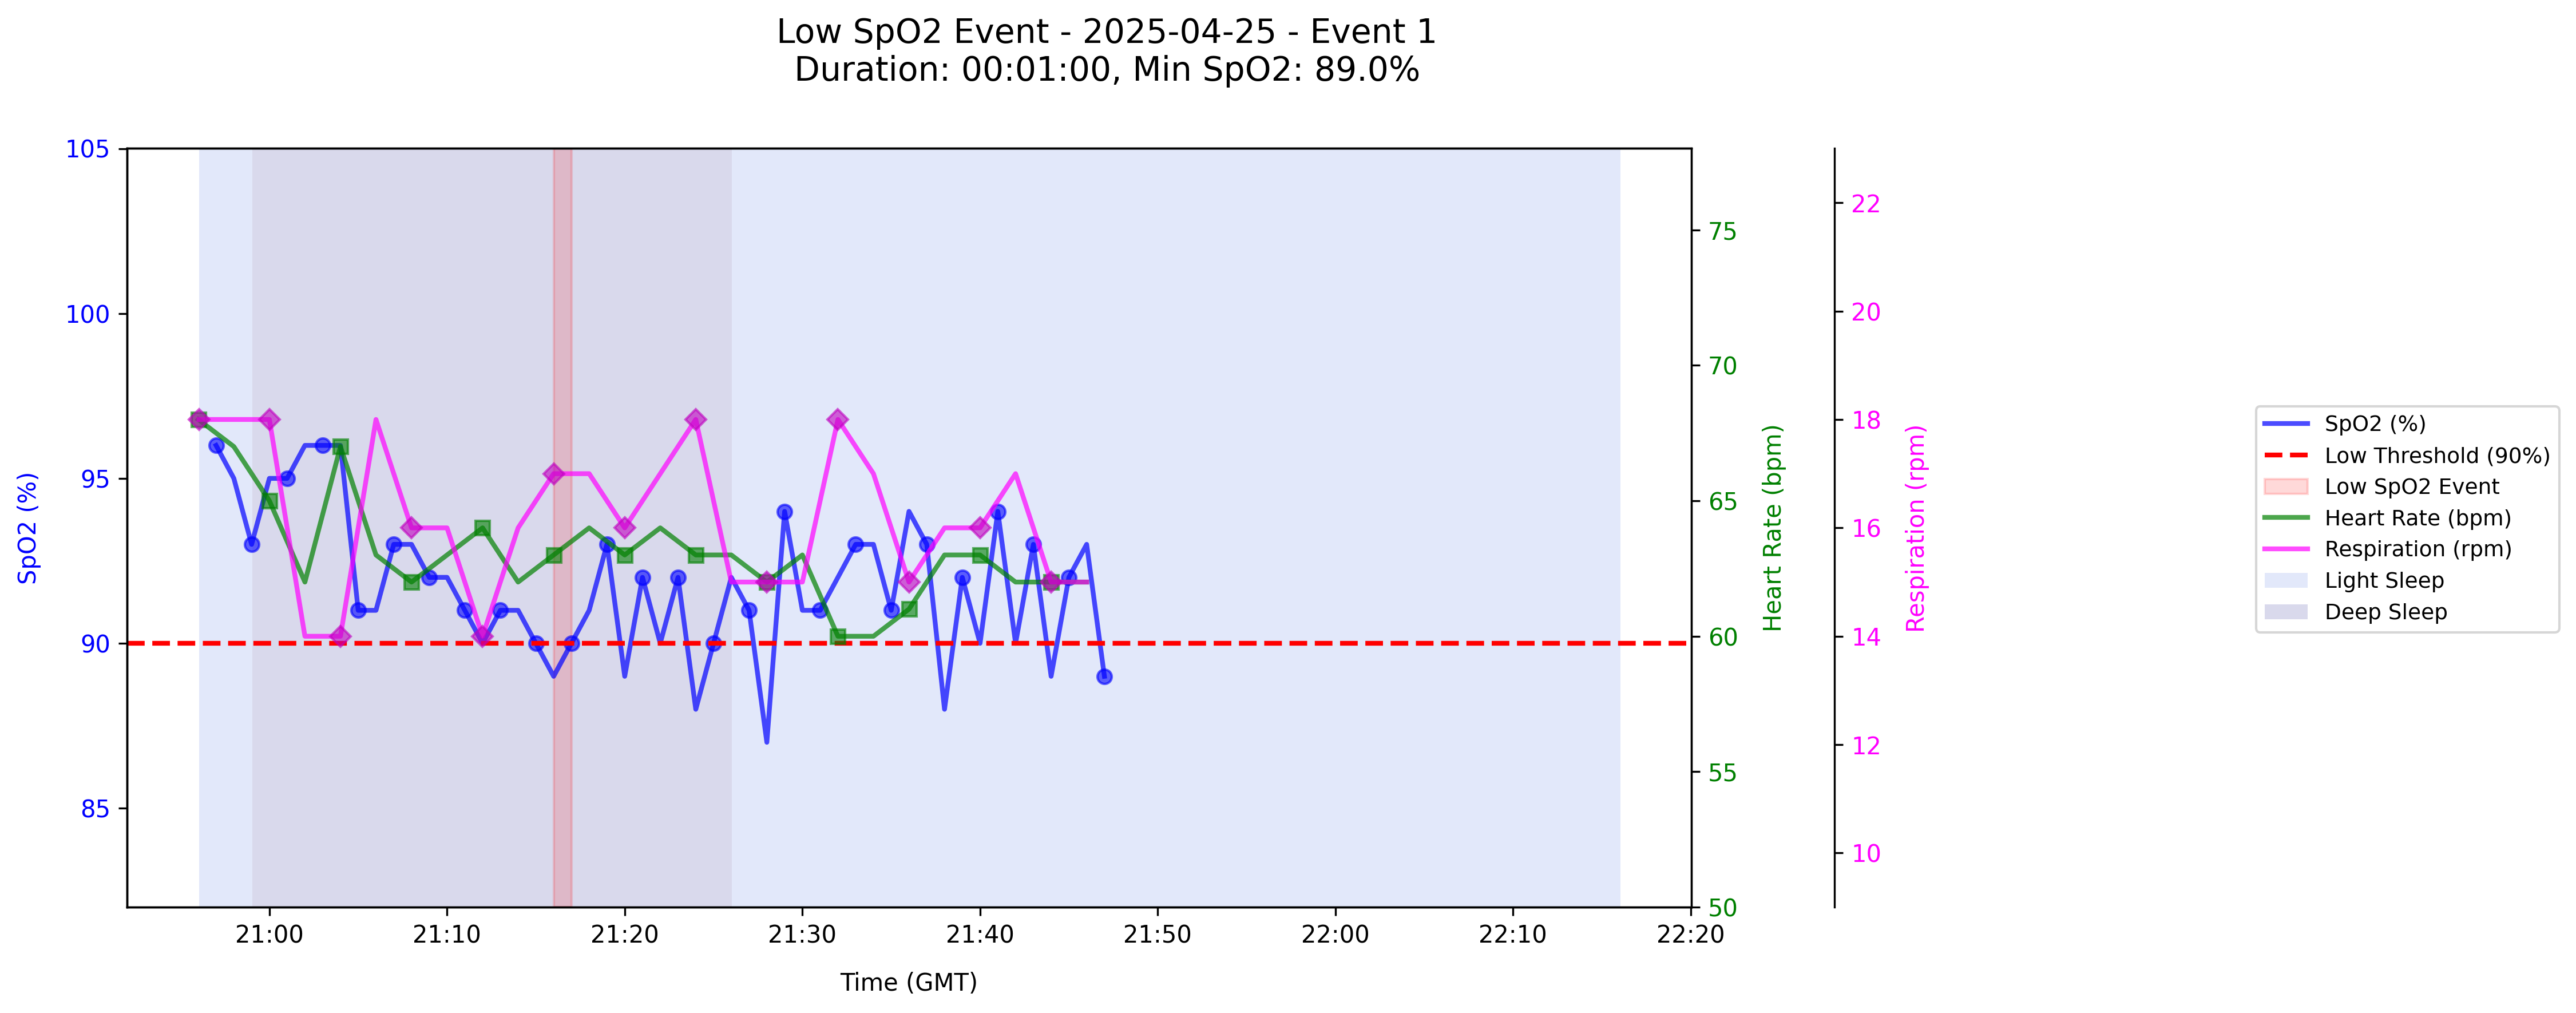 Low SpO2 Event - 2025-04-25 - Event 1
Duration: 00:01:00, Min SpO2: 89.0%
105
100
95
90
85
SpO2 (%)
21:00
21:10
21:20
21:30
21:40
21:50
22:00
22:10
22:20
Time (GMT)
75
70
65
60
55
50
Heart Rate (bpm)
22
20
18
16
14
12
10
Respiration (rpm)
SpO2 (%)
Low Threshold (90%)
Low SpO2 Event
Heart Rate (bpm)
Respiration (rpm)
Light Sleep
Deep Sleep